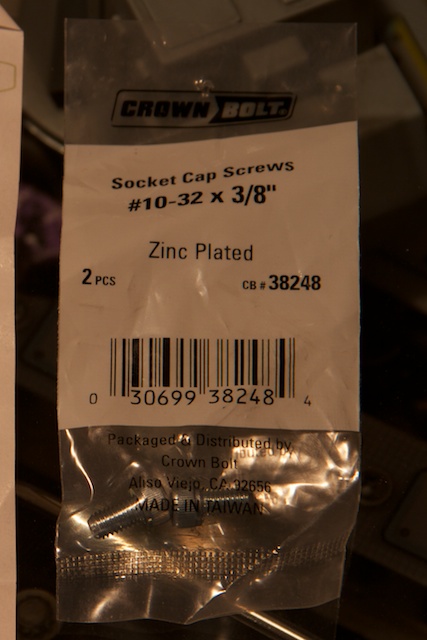 CROWN BOLT
Socket Cap Screws
#10-32 x 3/8"
Zinc Plated
2 PCS CB # 38248
0 30699 38248 4
Packaged & Distributed by
Crown Bolt
Aliso Viejo, CA 92656
MADE IN TAIWAN